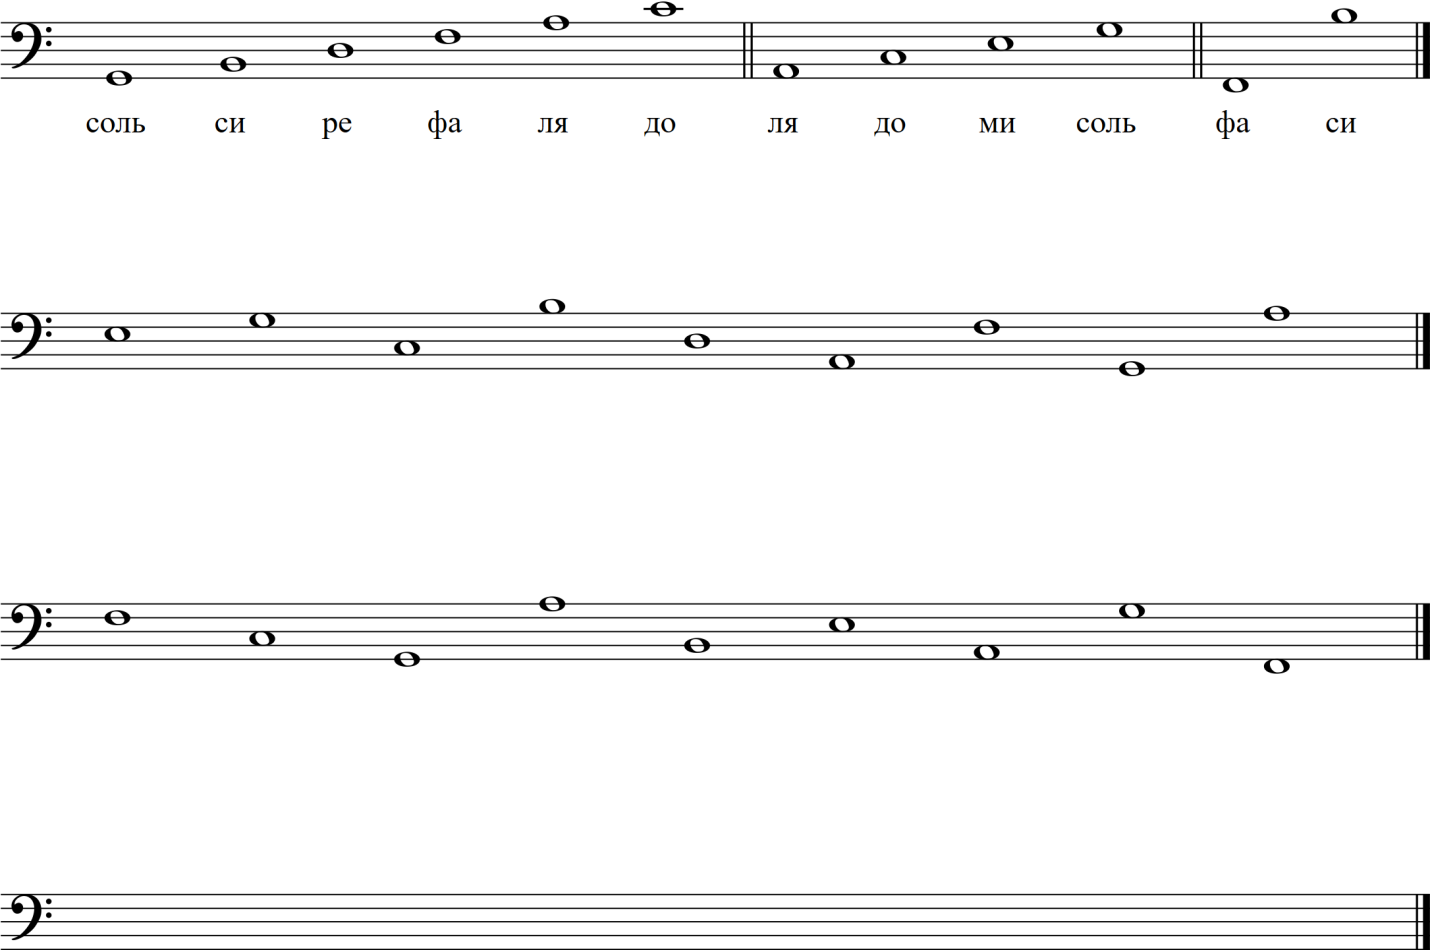 соль си ре фа ля до ля до ми соль фа си